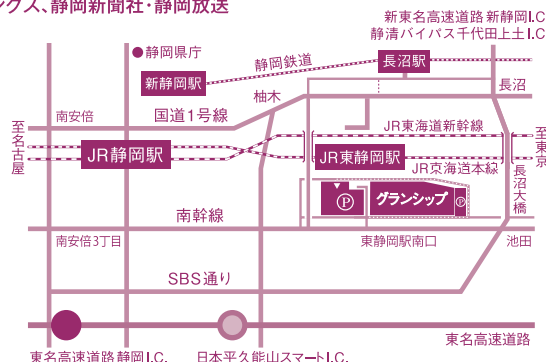 ングス、静岡新聞社・静岡放送
新東名高速道路 新静岡I.C
静清バイパス千代田上土I.C
●静岡県庁
静岡鉄道
長沼駅
新静岡駅
長沼
柚木
南安倍
国道1号線
至名古屋
JR東海道新幹線
至東京
JR静岡駅
JR東静岡駅
JR東海道本線
長沼大橋
P
グランシップ
P
南幹線
南安倍3丁目
東静岡駅南口
池田
SBS通り
東名高速道路
東名高速道路 静岡I.C.
日本平久能山スマートI.C.